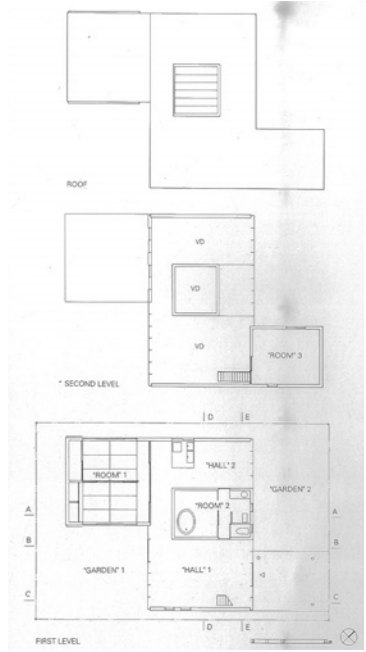 ROOF
VD
VD
VD
"ROOM" 3
SECOND LEVEL
D E
"ROOM" 1
"HALL" 2
"ROOM" 2
"GARDEN" 2
A A
B B
"GARDEN" 1
"HALL" 1
C C
D E
FIRST LEVEL